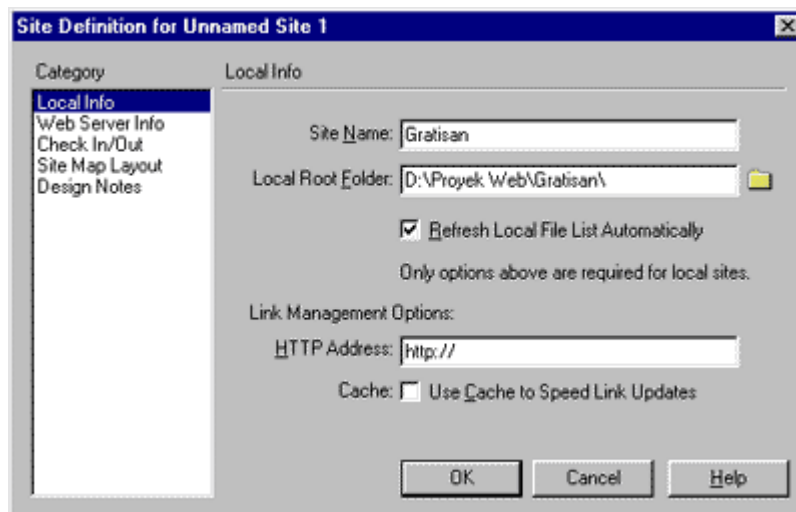 Site Definition for Unnamed Site 1
Category
Local Info
Web Server Info
Check In/Out
Site Map Layout
Design Notes
Local Info
Site Name: Gratisan
Local Root Folder: D:\Proyek Web\Gratisan\
Refresh Local File List Automatically
Only options above are required for local sites.
Link Management Options:
HTTP Address: http://
Cache: Use Cache to Speed Link Updates
OK Cancel Help